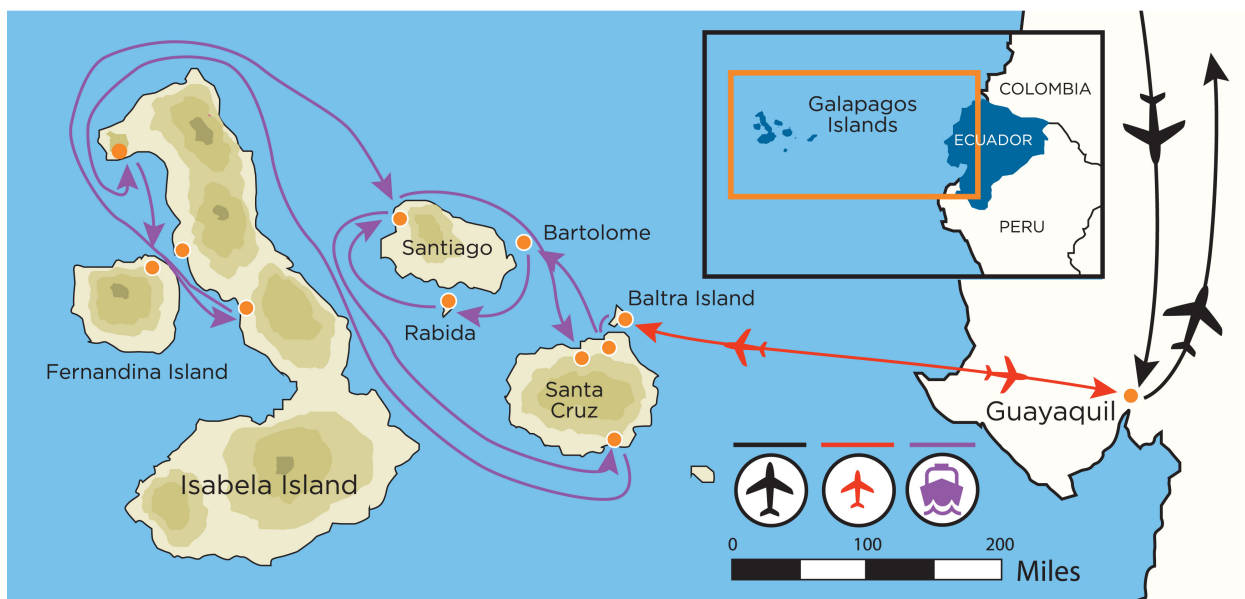 COLOMBIA
Galapagos
Islands
ECUADOR
PERU
Santiago
Bartolome
Rabida
Baltra Island
Fernandina Island
Santa
Cruz
Guayaquil
Isabela Island
0 100 200
Miles